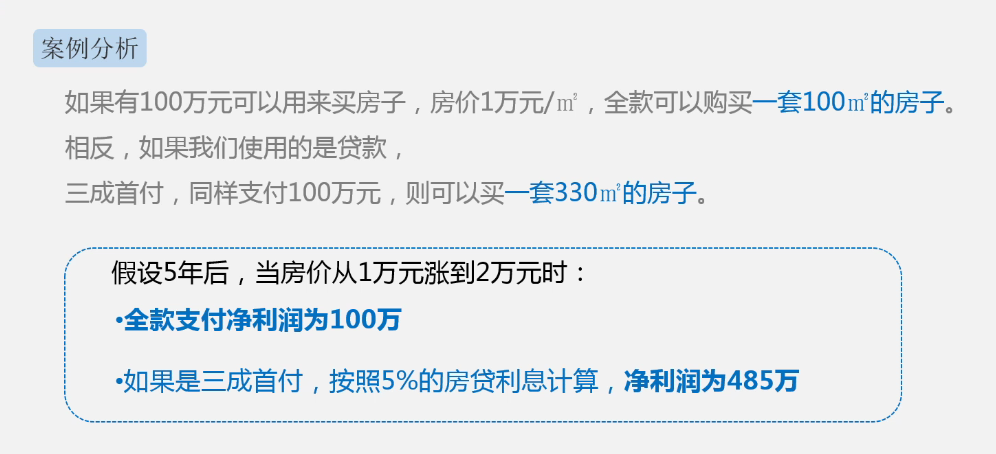 案例分析
如果有100万元可以用来买房子，房价1万元/㎡，全款可以购买一套100㎡的房子。
相反，如果我们使用的是贷款，
三成首付，同样支付100万元，则可以买一套330㎡的房子。
假设5年后，当房价从1万元涨到2万元时：
•全款支付净利润为100万
•如果是三成首付，按照5%的房贷利息计算，净利润为485万